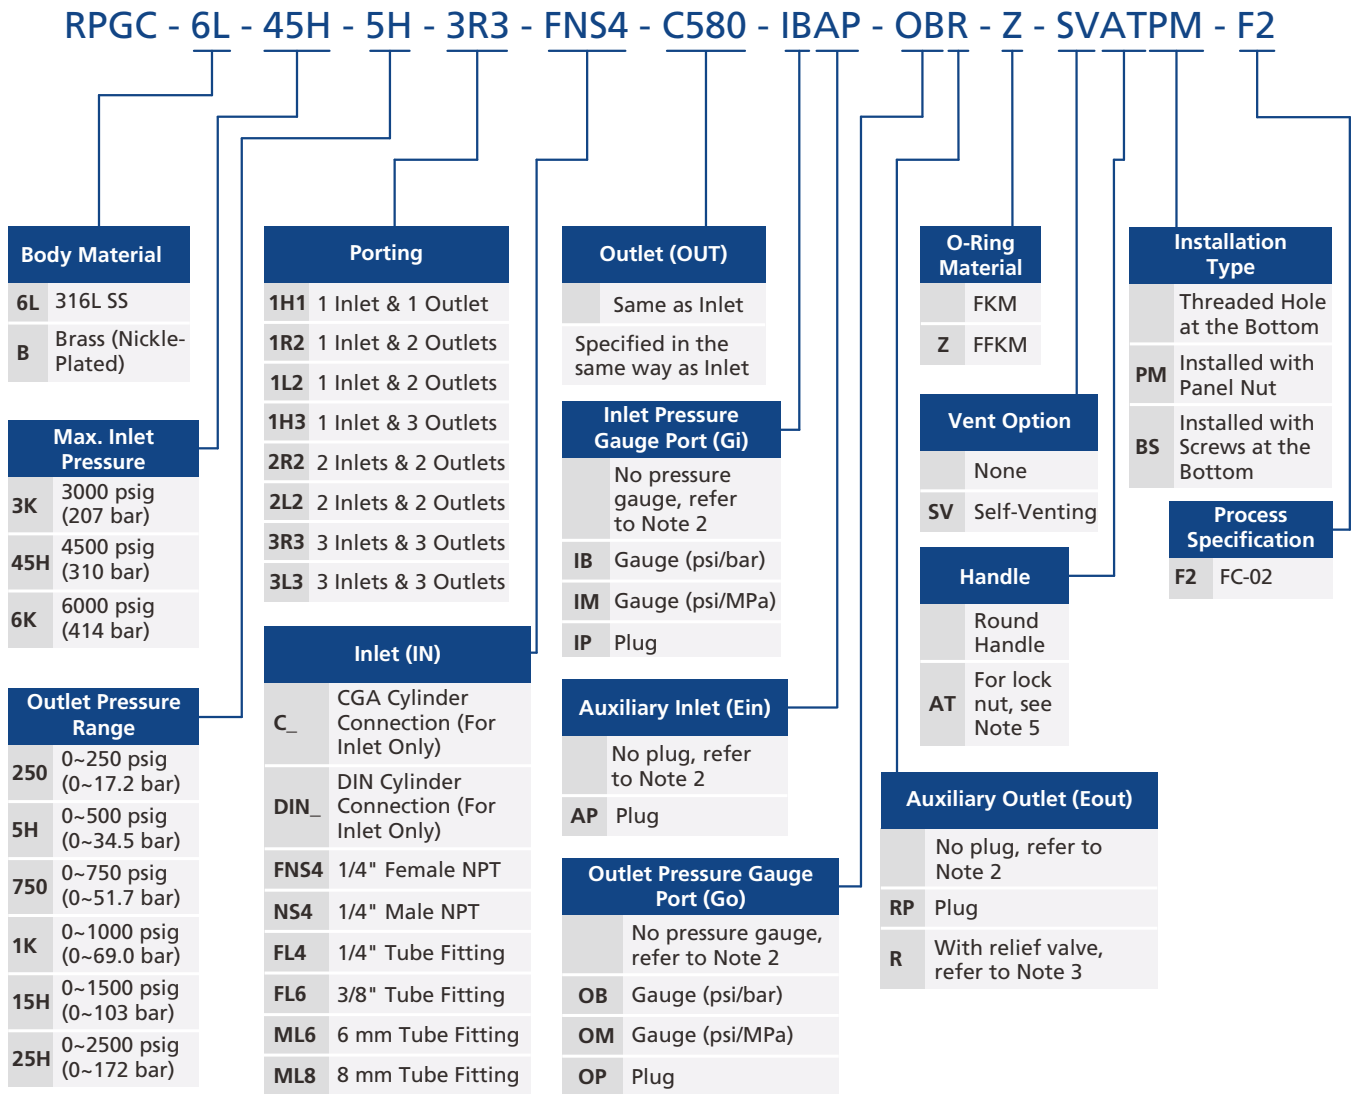 RPGC - 6L - 45H - 5H - 3R3 - FNS4 - C580 - IBAP - OBR - Z - SVATPM - F2
Body Material
6L 316L SS
B Brass (Nickle-
Plated)
Max. Inlet
Pressure
3K 3000 psig
(207 bar)
45H 4500 psig
(310 bar)
6K 6000 psig
(414 bar)
Outlet Pressure
Range
250 0~250 psig
(0~17.2 bar)
5H 0~500 psig
(0~34.5 bar)
750 0~750 psig
(0~51.7 bar)
1K 0~1000 psig
(0~69.0 bar)
15H 0~1500 psig
(0~103 bar)
25H 0~2500 psig
(0~172 bar)
Porting
1H1 1 Inlet & 1 Outlet
1R2 1 Inlet & 2 Outlets
1L2 1 Inlet & 2 Outlets
1H3 1 Inlet & 3 Outlets
2R2 2 Inlets & 2 Outlets
2L2 2 Inlets & 2 Outlets
3R3 3 Inlets & 3 Outlets
3L3 3 Inlets & 3 Outlets
Inlet (IN)
C_ CGA Cylinder
Connection (For
Inlet Only)
DIN_ DIN Cylinder
Connection (For
Inlet Only)
FNS4 1/4" Female NPT
NS4 1/4" Male NPT
FL4 1/4" Tube Fitting
FL6 3/8" Tube Fitting
ML6 6 mm Tube Fitting
ML8 8 mm Tube Fitting
Outlet (OUT)
Same as Inlet
Specified in the
same way as Inlet
Inlet Pressure
Gauge Port (Gi)
No pressure
gauge, refer
to Note 2
IB Gauge (psi/bar)
IM Gauge (psi/MPa)
IP Plug
Auxiliary Inlet (Ein)
No plug, refer
to Note 2
AP Plug
Outlet Pressure Gauge
Port (Go)
No pressure gauge,
refer to Note 2
OB Gauge (psi/bar)
OM Gauge (psi/MPa)
OP Plug
O-Ring
Material
FKM
Z FFKM
Vent Option
None
SV Self-Venting
Handle
Round
Handle
AT For lock
nut, see
Note 5
Auxiliary Outlet (Eout)
No plug, refer to
Note 2
RP Plug
R With relief valve,
refer to Note 3
Installation
Type
Threaded Hole
at the Bottom
PM Installed with
Panel Nut
BS Installed with
Screws at the
Bottom
Process
Specification
F2 FC-02